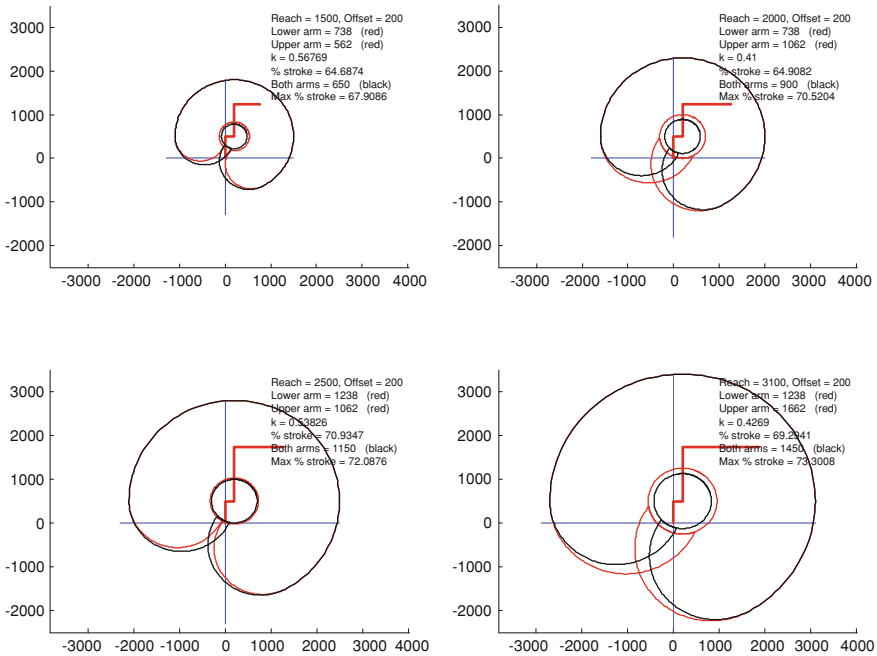 Reach = 1500, Offset = 200
Lower arm = 738 (red)
Upper arm = 562 (red)
k = 0.56769
% stroke = 64.6874
Both arms = 650 (black)
Max % stroke = 67.9086
3000
2000
1000
0
-1000
-2000
-3000 -2000 -1000 0 1000 2000 3000 4000
Reach = 2000, Offset = 200
Lower arm = 738 (red)
Upper arm = 1062 (red)
k = 0.41
% stroke = 64.9082
Both arms = 900 (black)
Max % stroke = 70.5204
3000
2000
1000
0
-1000
-2000
-3000 -2000 -1000 0 1000 2000 3000 4000
Reach = 2500, Offset = 200
Lower arm = 1238 (red)
Upper arm = 1062 (red)
k = 0.53826
% stroke = 70.9347
Both arms = 1150 (black)
Max % stroke = 72.0876
3000
2000
1000
0
-1000
-2000
-3000 -2000 -1000 0 1000 2000 3000 4000
Reach = 3100, Offset = 200
Lower arm = 1238 (red)
Upper arm = 1662 (red)
k = 0.4269
% stroke = 69.2941
Both arms = 1450 (black)
Max % stroke = 73.3008
3000
2000
1000
0
-1000
-2000
-3000 -2000 -1000 0 1000 2000 3000 4000